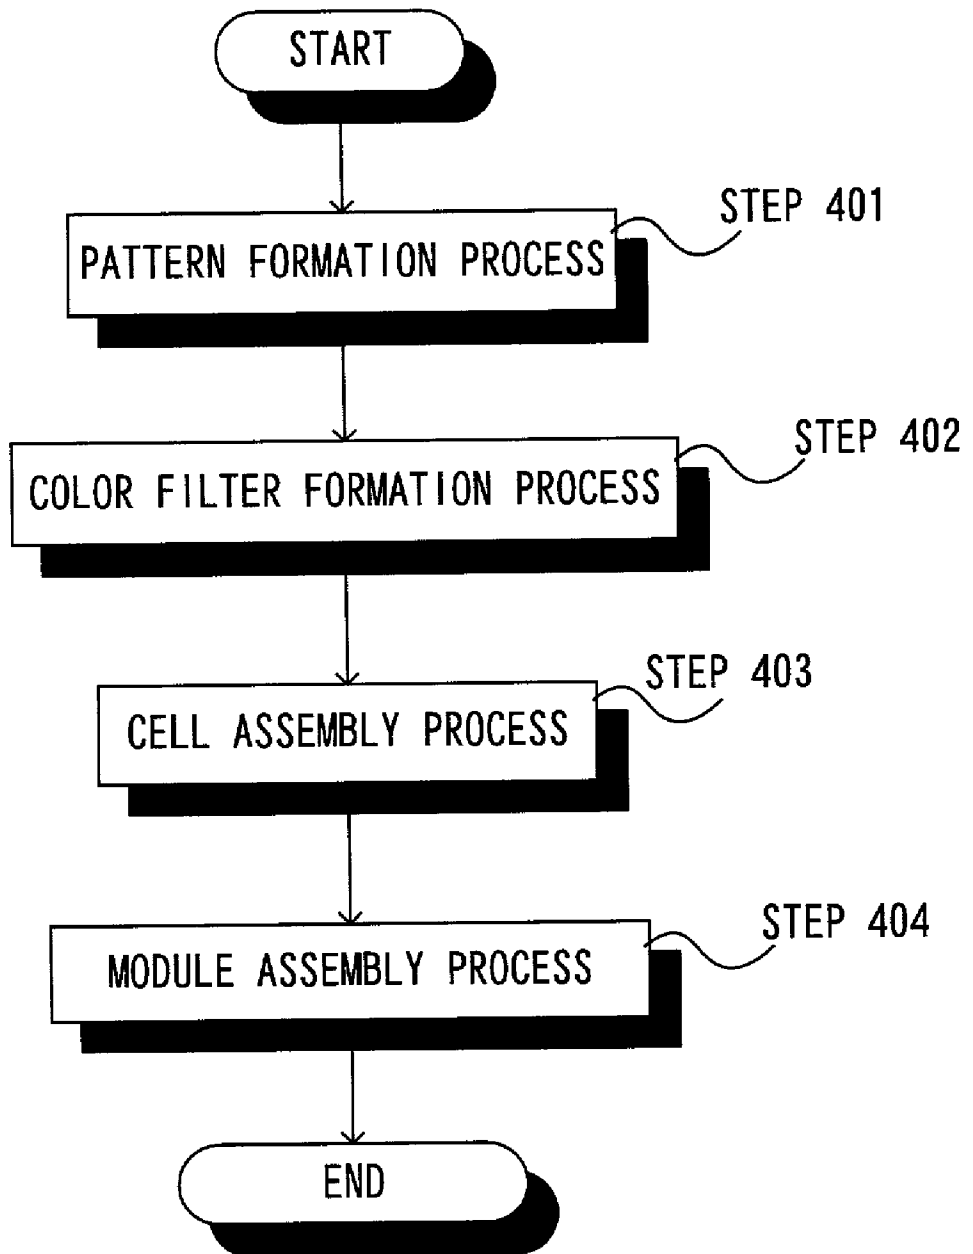 START
STEP 401
PATTERN FORMATION PROCESS
STEP 402
COLOR FILTER FORMATION PROCESS
STEP 403
CELL ASSEMBLY PROCESS
STEP 404
MODULE ASSEMBLY PROCESS
END